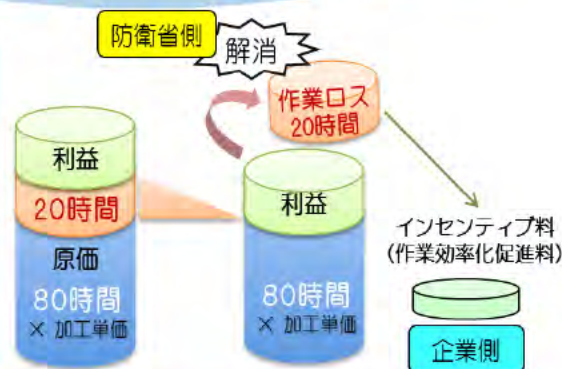 防衛省側
解消
作業ロス
20時間
利益
20時間
原価
80時間
× 加工単価
利益
80時間
× 加工単価
インセンティブ料
(作業効率化促進料)
企業側